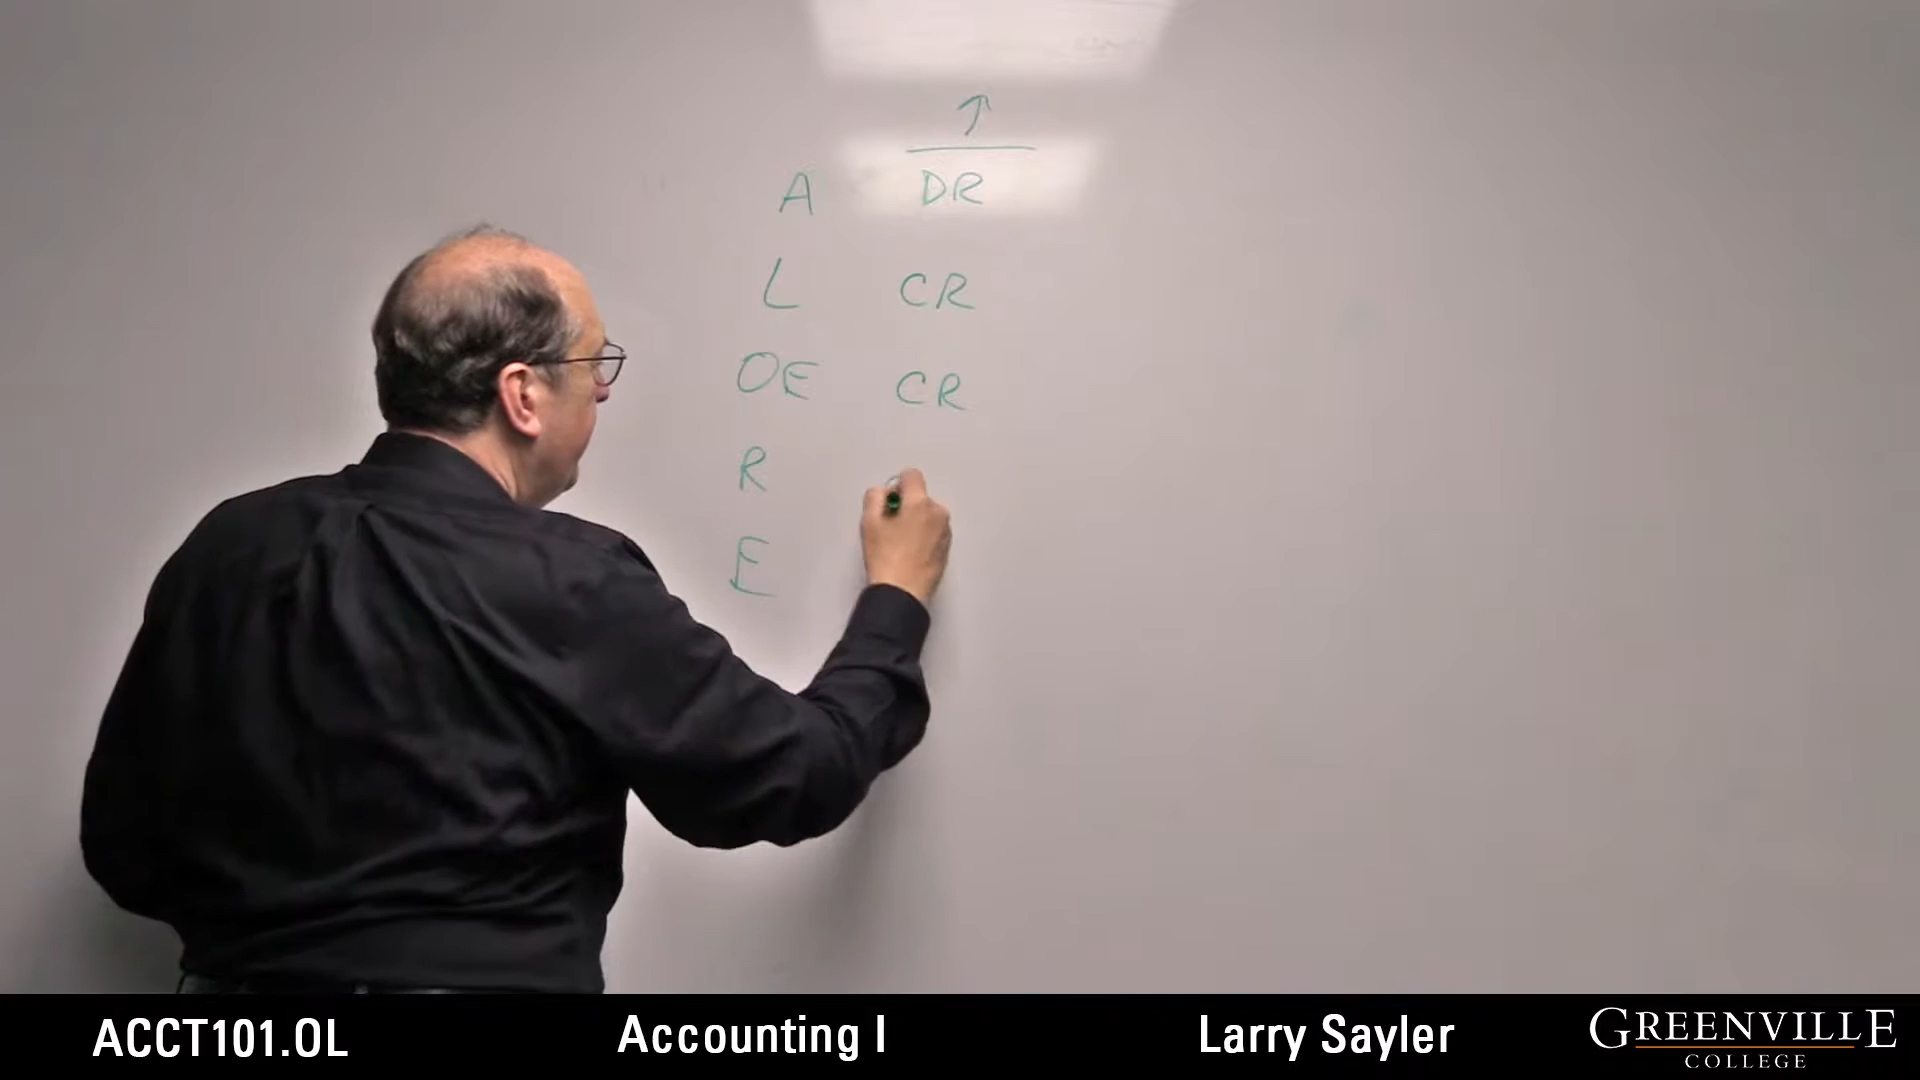 ↑
A DR
L CR
OE CR
R
E
ACCT101.OL Accounting I Larry Sayler GREENVILLE
COLLEGE